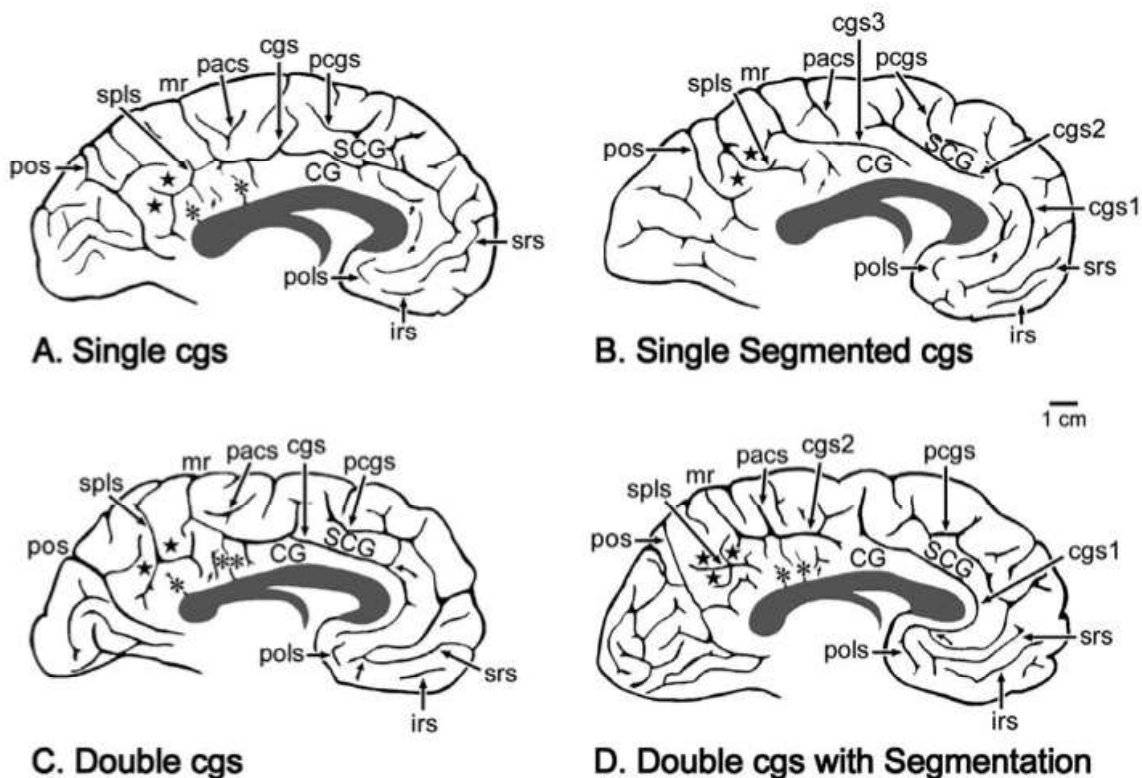 cgs
pacs
pcgs
mr
spls
pos
SCG
CG
srs
pols
irs
A. Single cgs
cgs3
pacs
pcgs
mr
spls
pos
cgs2
SCG
CG
cgs1
srs
pols
irs
B. Single Segmented cgs
1 cm
cgs
pacs
mr
pcgs
spls
pos
SCG
CG
pols
srs
irs
C. Double cgs
pacs
cgs2
pcgs
mr
spls
pos
SCG
CG
cgs1
srs
pols
irs
D. Double cgs with Segmentation